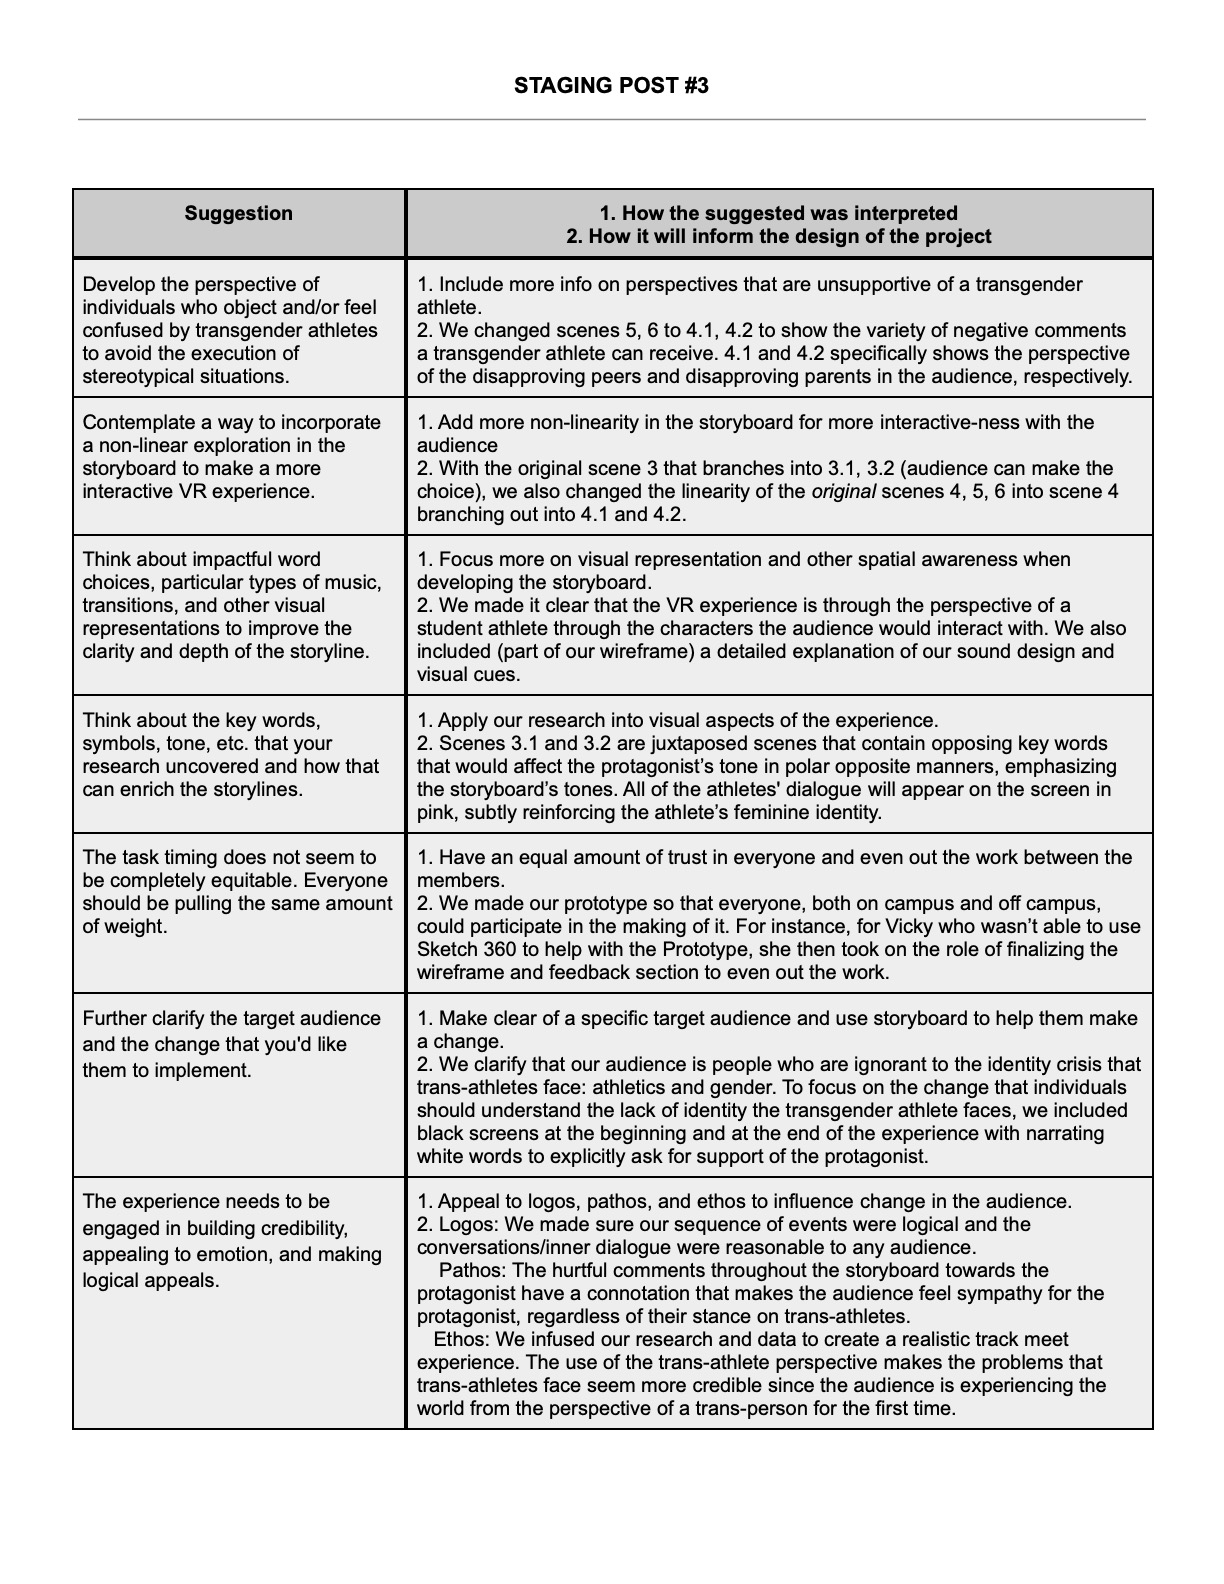 STAGING POST #3
Suggestion
1. How the suggested was interpreted
2. How it will inform the design of the project
Develop the perspective of
individuals who object and/or feel
confused by transgender athletes
to avoid the execution of
stereotypical situations.
1. Include more info on perspectives that are unsupportive of a transgender
athlete.
2. We changed scenes 5, 6 to 4.1, 4.2 to show the variety of negative comments
a transgender athlete can receive. 4.1 and 4.2 specifically shows the perspective
of the disapproving peers and disapproving parents in the audience, respectively.
Contemplate a way to incorporate
a non-linear exploration in the
storyboard to make a more
interactive VR experience.
1. Add more non-linearity in the storyboard for more interactive-ness with the
audience
2. With the original scene 3 that branches into 3.1, 3.2 (audience can make the
choice), we also changed the linearity of the original scenes 4, 5, 6 into scene 4
branching out into 4.1 and 4.2.
Think about impactful word
choices, particular types of music,
transitions, and other visual
representations to improve the
clarity and depth of the storyline.
1. Focus more on visual representation and other spatial awareness when
developing the storyboard.
2. We made it clear that the VR experience is through the perspective of a
student athlete through the characters the audience would interact with. We also
included (part of our wireframe) a detailed explanation of our sound design and
visual cues.
Think about the key words,
symbols, tone, etc. that your
research uncovered and how that
can enrich the storylines.
1. Apply our research into visual aspects of the experience.
2. Scenes 3.1 and 3.2 are juxtaposed scenes that contain opposing key words
that would affect the protagonist’s tone in polar opposite manners, emphasizing
the storyboard’s tones. All of the athletes' dialogue will appear on the screen in
pink, subtly reinforcing the athlete’s feminine identity.
The task timing does not seem to
be completely equitable. Everyone
should be pulling the same amount
of weight.
1. Have an equal amount of trust in everyone and even out the work between the
members.
2. We made our prototype so that everyone, both on campus and off campus,
could participate in the making of it. For instance, for Vicky who wasn’t able to use
Sketch 360 to help with the Prototype, she then took on the role of finalizing the
wireframe and feedback section to even out the work.
Further clarify the target audience
and the change that you'd like
them to implement.
1. Make clear of a specific target audience and use storyboard to help them make
a change.
2. We clarify that our audience is people who are ignorant to the identity crisis that
trans-athletes face: athletics and gender. To focus on the change that individuals
should understand the lack of identity the transgender athlete faces, we included
black screens at the beginning and at the end of the experience with narrating
white words to explicitly ask for support of the protagonist.
The experience needs to be
engaged in building credibility,
appealing to emotion, and making
logical appeals.
1. Appeal to logos, pathos, and ethos to influence change in the audience.
2. Logos: We made sure our sequence of events were logical and the
conversations/inner dialogue were reasonable to any audience.
Pathos: The hurtful comments throughout the storyboard towards the
protagonist have a connotation that makes the audience feel sympathy for the
protagonist, regardless of their stance on trans-athletes.
Ethos: We infused our research and data to create a realistic track meet
experience. The use of the trans-athlete perspective makes the problems that
trans-athletes face seem more credible since the audience is experiencing the
world from the perspective of a trans-person for the first time.